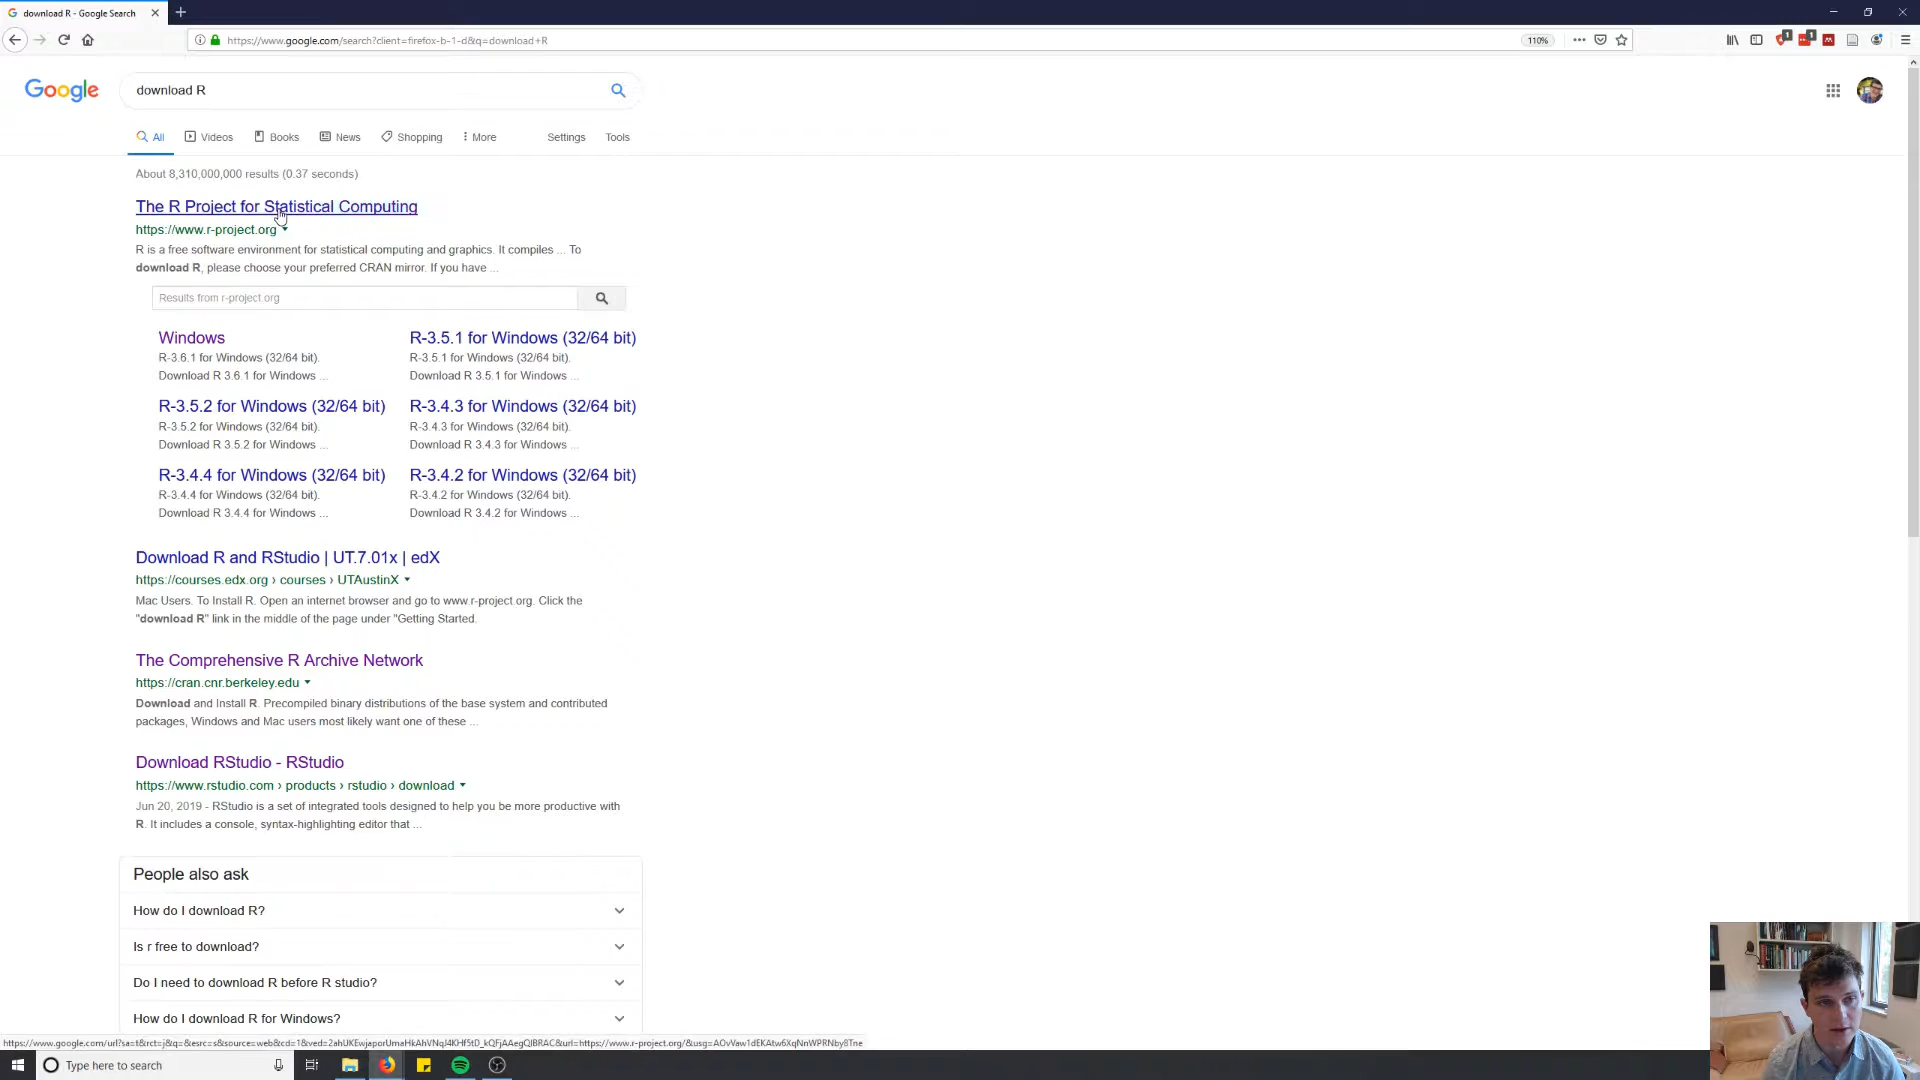 download R - Google Search
https://www.google.com/search?client=firefox-b-1-d&q=download+R
110%
1
1
Google
download R
All
Videos
Books
News
Shopping
More
Settings
Tools
About 8,310,000,000 results (0.37 seconds)
The R Project for Statistical Computing
https://www.r-project.org
R is a free software environment for statistical computing and graphics. It compiles ... To
download R, please choose your preferred CRAN mirror. If you have ...
Results from r-project.org
Windows
R-3.6.1 for Windows (32/64 bit).
Download R 3.6.1 for Windows ...
R-3.5.1 for Windows (32/64 bit)
R-3.5.1 for Windows (32/64 bit).
Download R 3.5.1 for Windows ...
R-3.5.2 for Windows (32/64 bit)
R-3.5.2 for Windows (32/64 bit).
Download R 3.5.2 for Windows ...
R-3.4.3 for Windows (32/64 bit)
R-3.4.3 for Windows (32/64 bit).
Download R 3.4.3 for Windows ...
R-3.4.4 for Windows (32/64 bit)
R-3.4.4 for Windows (32/64 bit).
Download R 3.4.4 for Windows ...
R-3.4.2 for Windows (32/64 bit)
R-3.4.2 for Windows (32/64 bit).
Download R 3.4.2 for Windows ...
Download R and RStudio | UT.7.01x | edX
https://courses.edx.org › courses › UTAustinX
Mac Users. To Install R. Open an internet browser and go to www.r-project.org. Click the
"download R" link in the middle of the page under "Getting Started.
The Comprehensive R Archive Network
https://cran.cnr.berkeley.edu
Download and Install R. Precompiled binary distributions of the base system and contributed
packages, Windows and Mac users most likely want one of these ...
Download RStudio - RStudio
https://www.rstudio.com › products › rstudio › download
Jun 20, 2019 - RStudio is a set of integrated tools designed to help you be more productive with
R. It includes a console, syntax-highlighting editor that ...
People also ask
How do I download R?
Is r free to download?
Do I need to download R before R studio?
How do I download R for Windows?
Type here to search